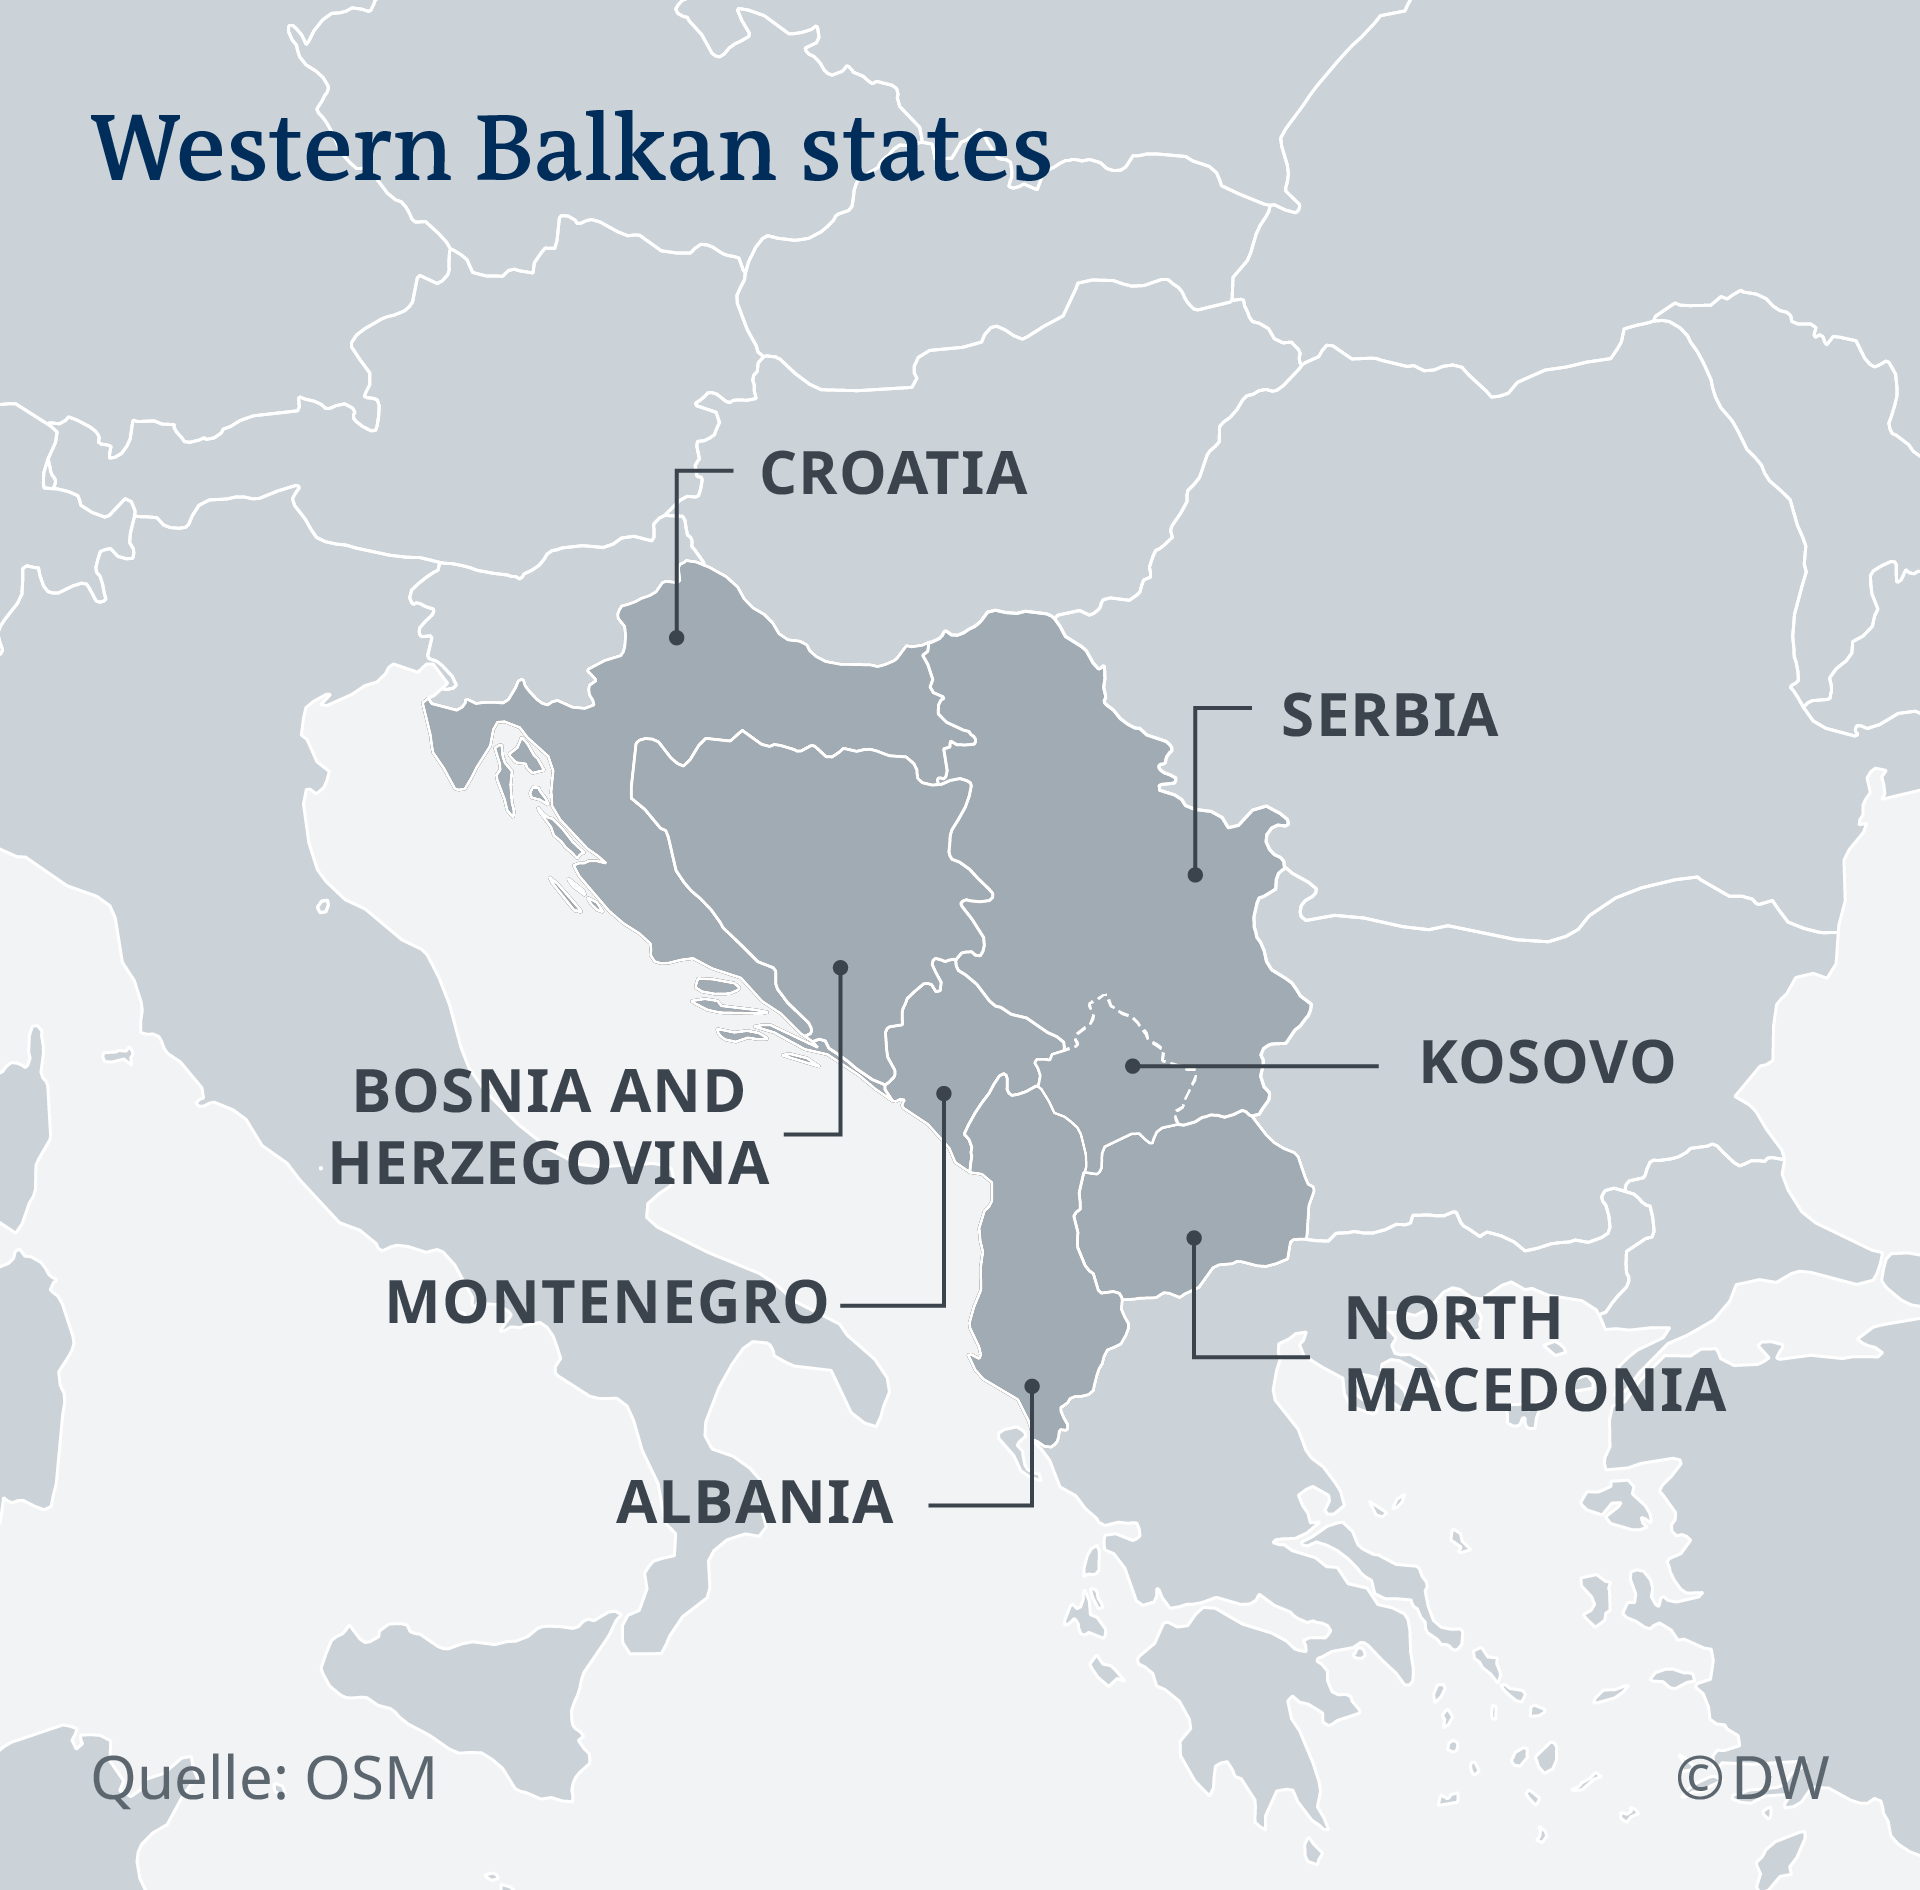 Western Balkan states
CROATIA
SERBIA
KOSOVO
BOSNIA AND
HERZEGOVINA
MONTENEGRO
NORTH
MACEDONIA
ALBANIA
Quelle: OSM
©DW